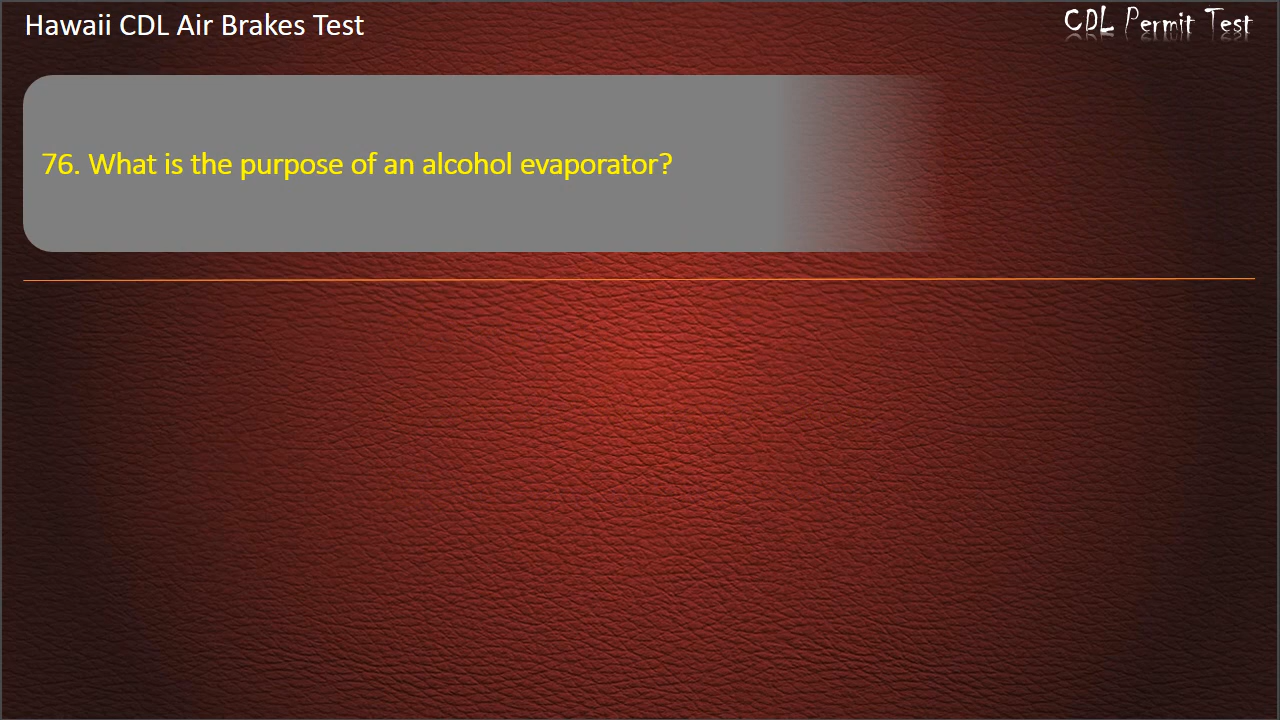 Hawaii CDL Air Brakes Test
CDL Permit Test
76. What is the purpose of an alcohol evaporator?